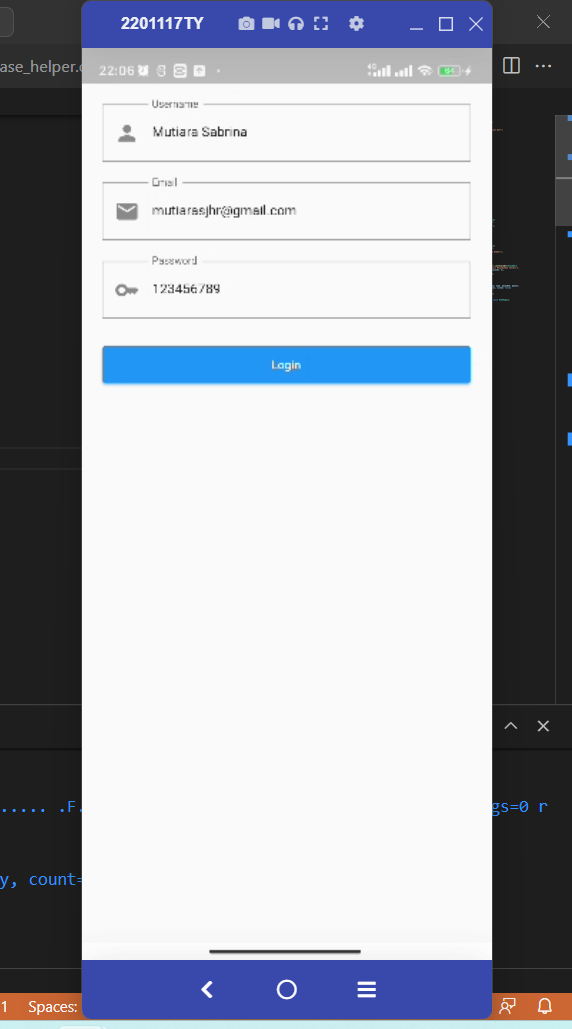 2201117TY
ase_helper.
22:06
4G
64
Username
Mutiara Sabrina
Email
mutiarasjhr@gmail.com
Password
123456789
Login
..... .F.
gs=0 r
y, count=
1 Spaces: